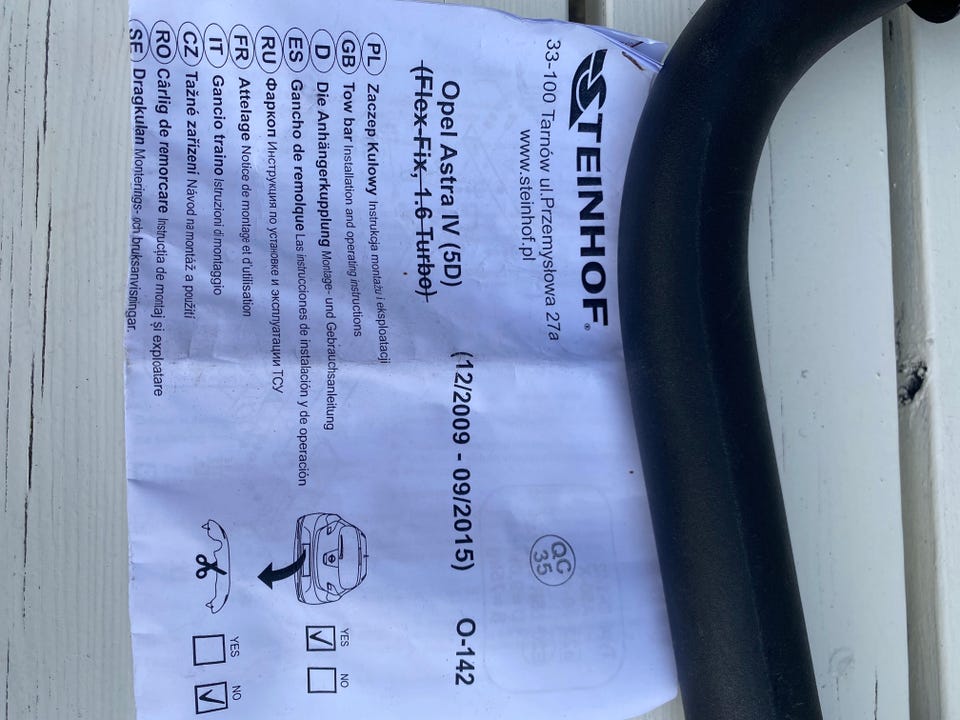 STEINHOF®
33-100 Tarnów ul.Przemysłowa 27a
www.steinhof.pl
QC
35
Opel Astra IV (5D) (12/2009 - 09/2015) O-142
(Flex-Fix, 1.6 Turbo)
PL Zaczep Kulowy Instrukcja montażu i eksploatacji
GB Tow bar Installation and operating instructions
D Die Anhängerkupplung Montage- und Gebrauchsanleitung
ES Gancho de remolque Las instrucciones de instalación y de operación
RU Фаркоп Инструкция по установке и эксплуатации ТСУ
FR Attelage Notice de montage et d'utilisation
IT Gancio traino Istruzioni di montaggio
CZ Tažné zařízení Návod na montáž a použití
RO Cârlig de remorcare Instrucția de montaj și exploatare
SE Dragkulan Monterings- och bruksanvisningar.
YES NO
YES NO